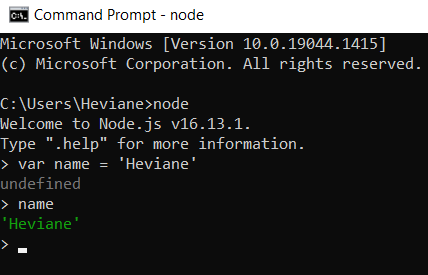 Command Prompt - node
Microsoft Windows [Version 10.0.19044.1415]
(c) Microsoft Corporation. All rights reserved.
C:\Users\Heviane>node
Welcome to Node.js v16.13.1.
Type ".help" for more information.
> var name = 'Heviane'
undefined
> name
'Heviane'
>